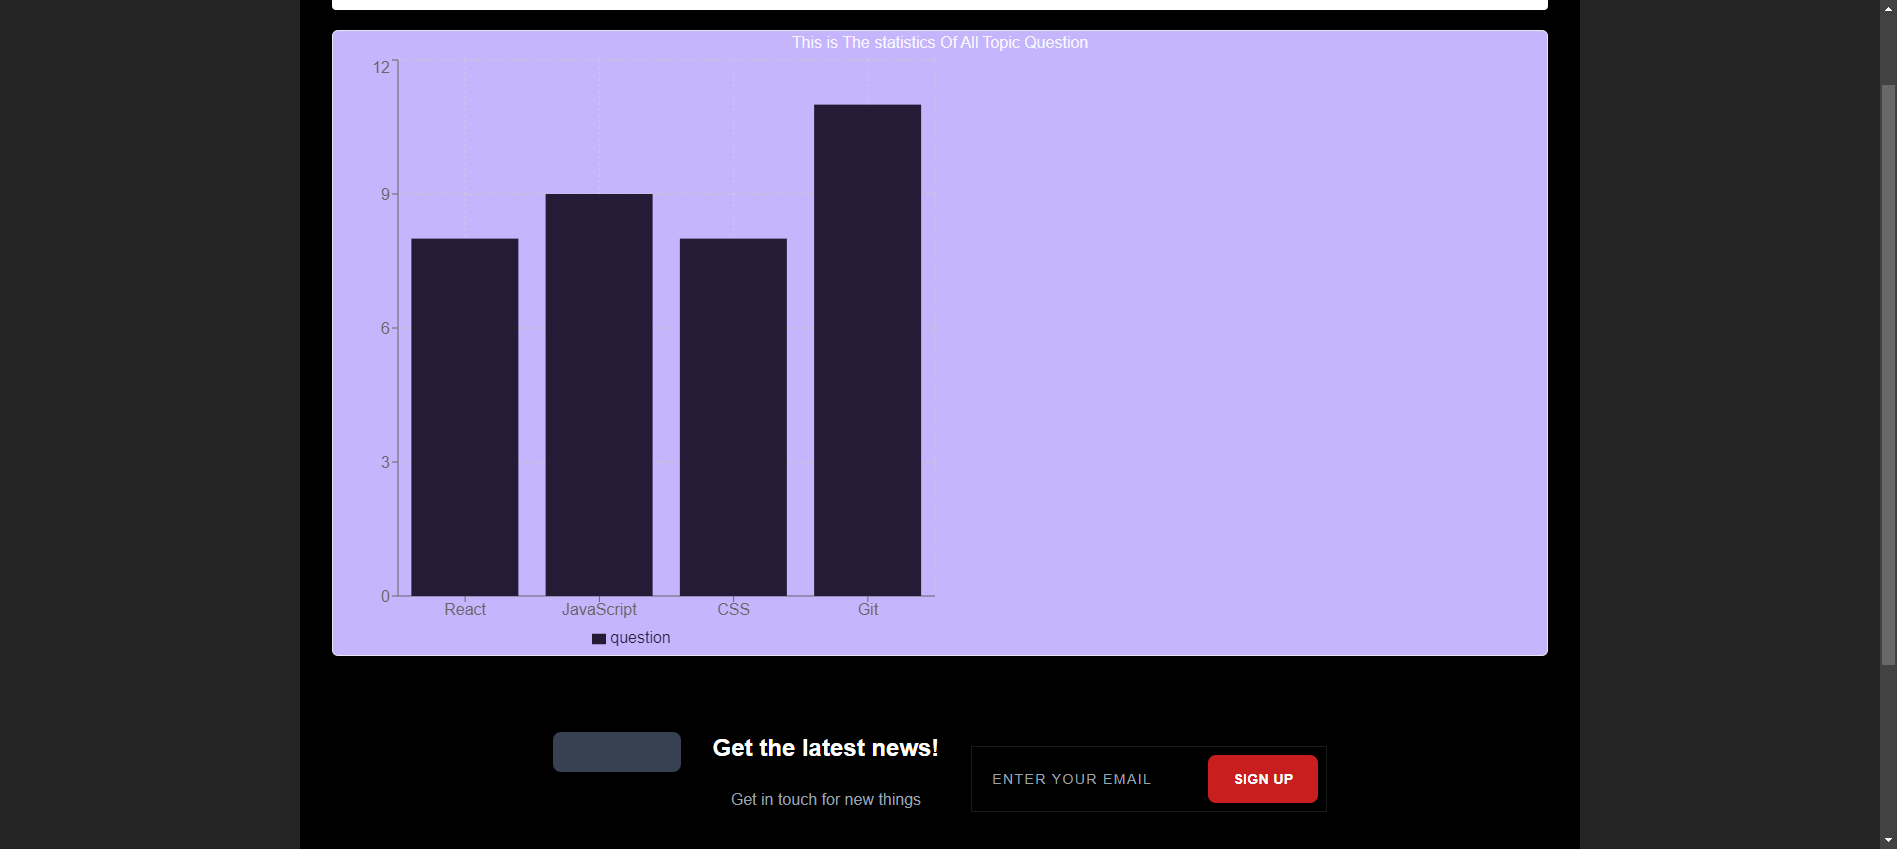 This is The statistics Of All Topic Question
12
9
6
3
0
React JavaScript CSS Git
question
Get the latest news!
Get in touch for new things
ENTER YOUR EMAIL
SIGN UP